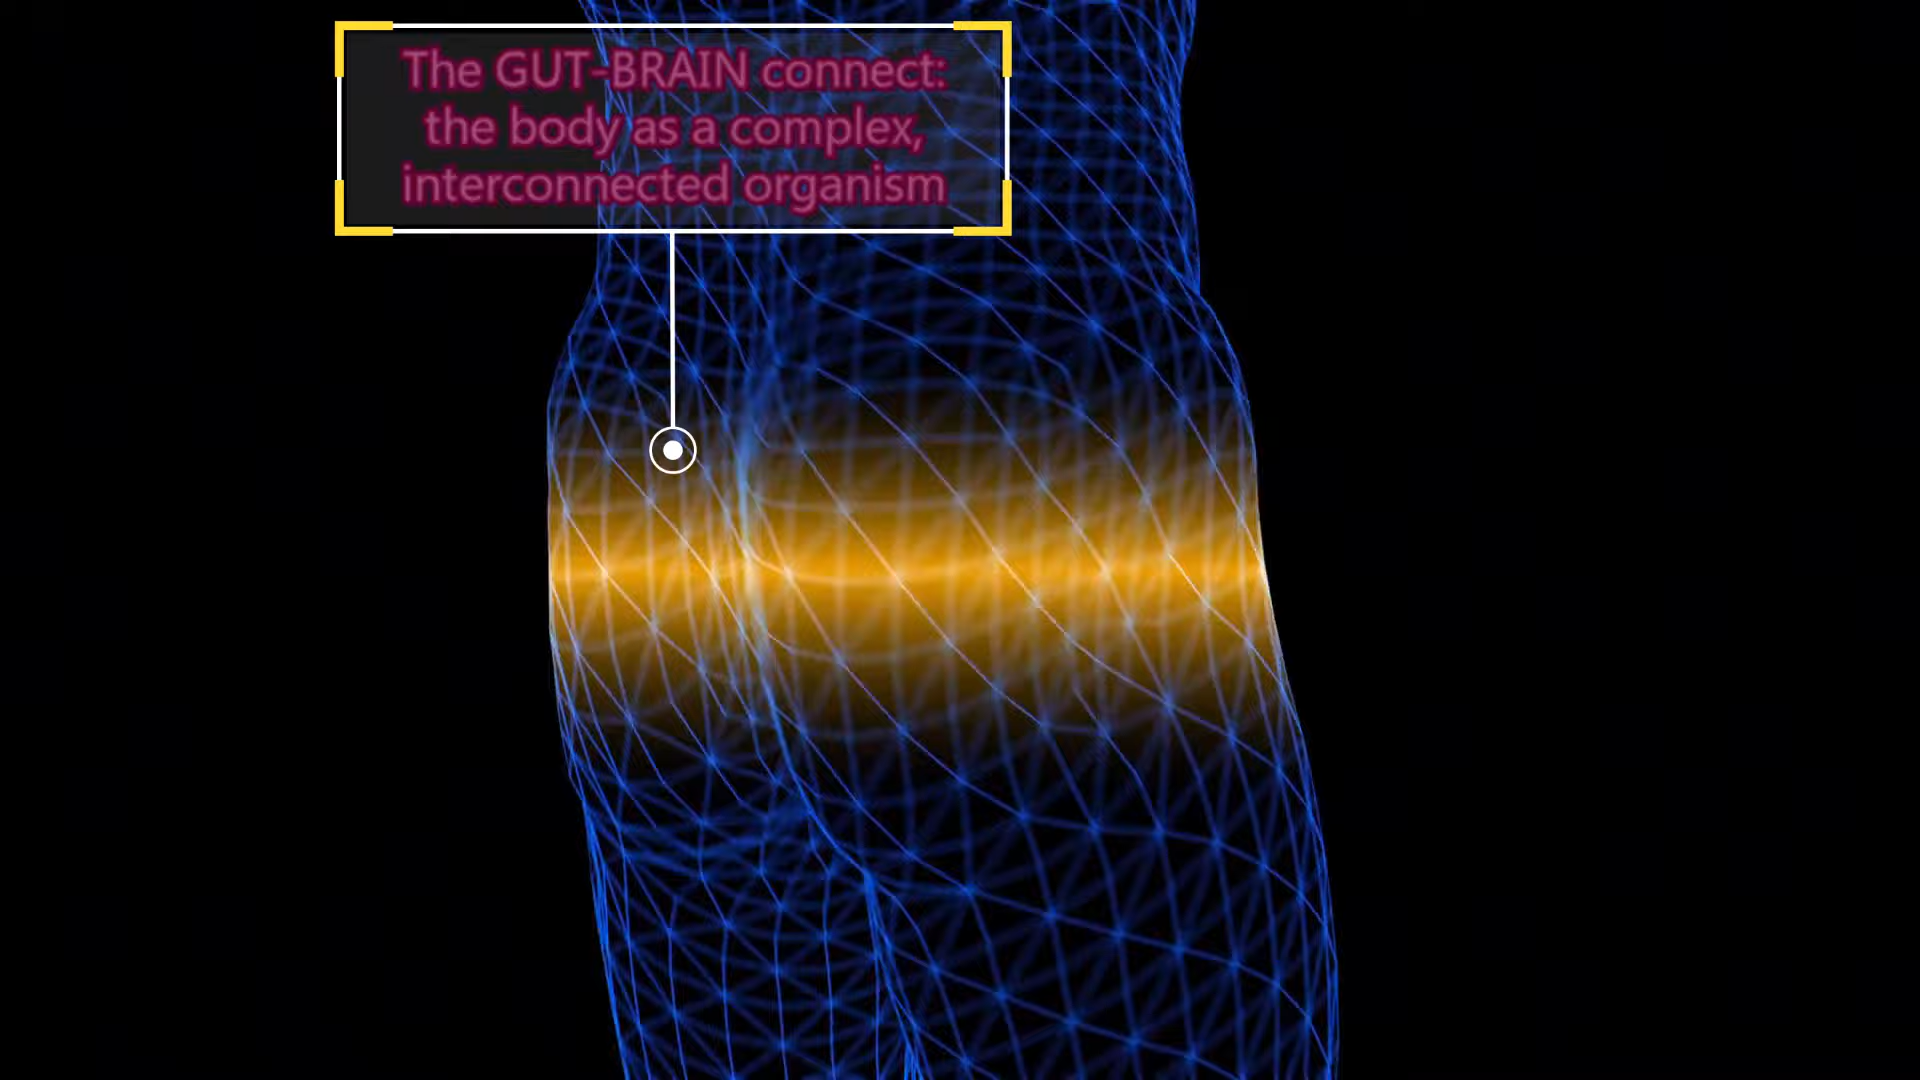 The GUT-BRAIN connect:
the body as a complex,
interconnected organism